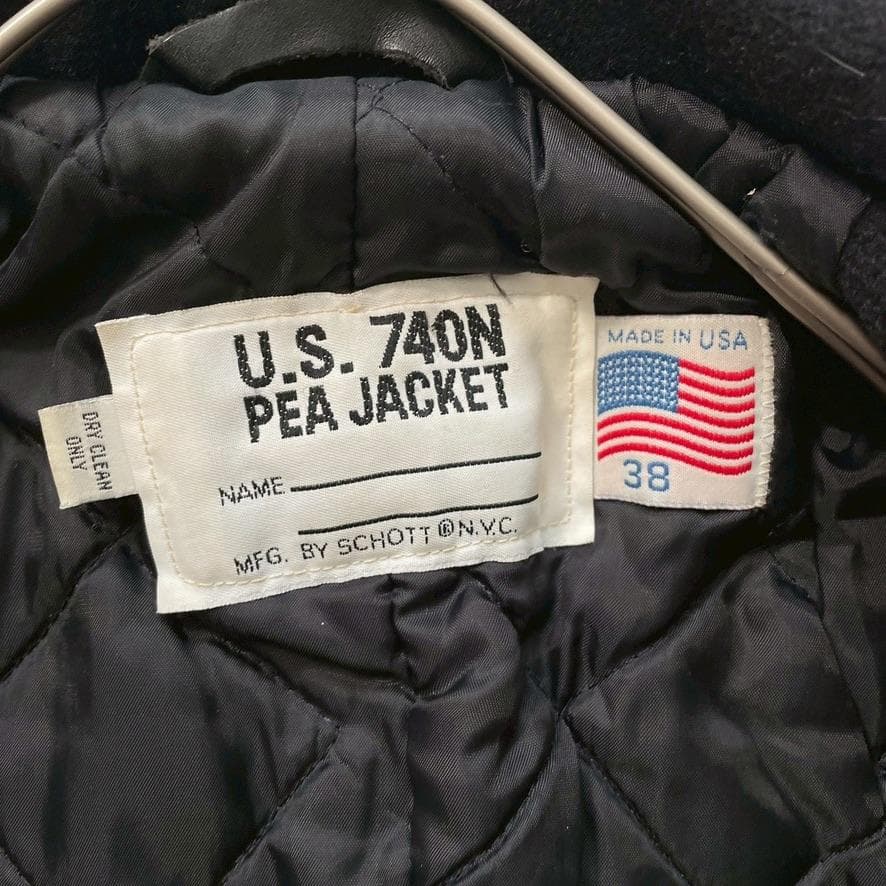 U.S. 740N
PEA JACKET
NAME
MFG. BY SCHOTT ® N.Y.C.
DRY CLEAN
ONLY
MADE IN USA
38